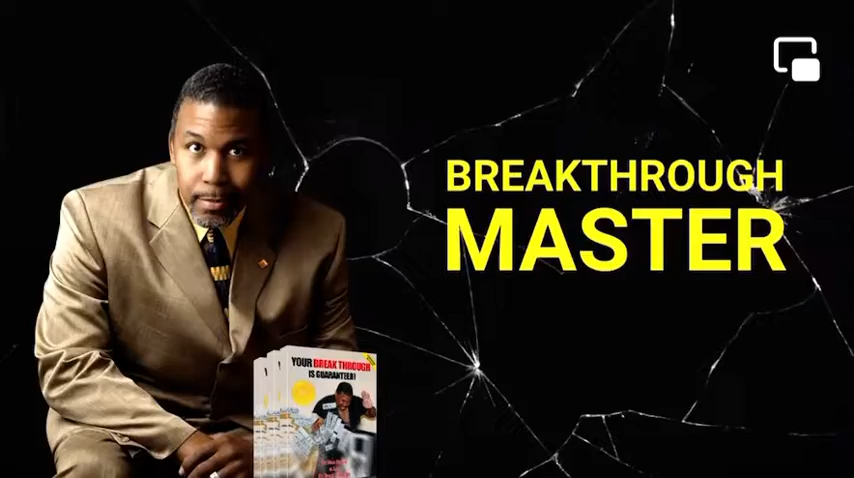 BREAKTHROUGH
MASTER
YOUR BREAK THROUGH
IS GUARANTEED!